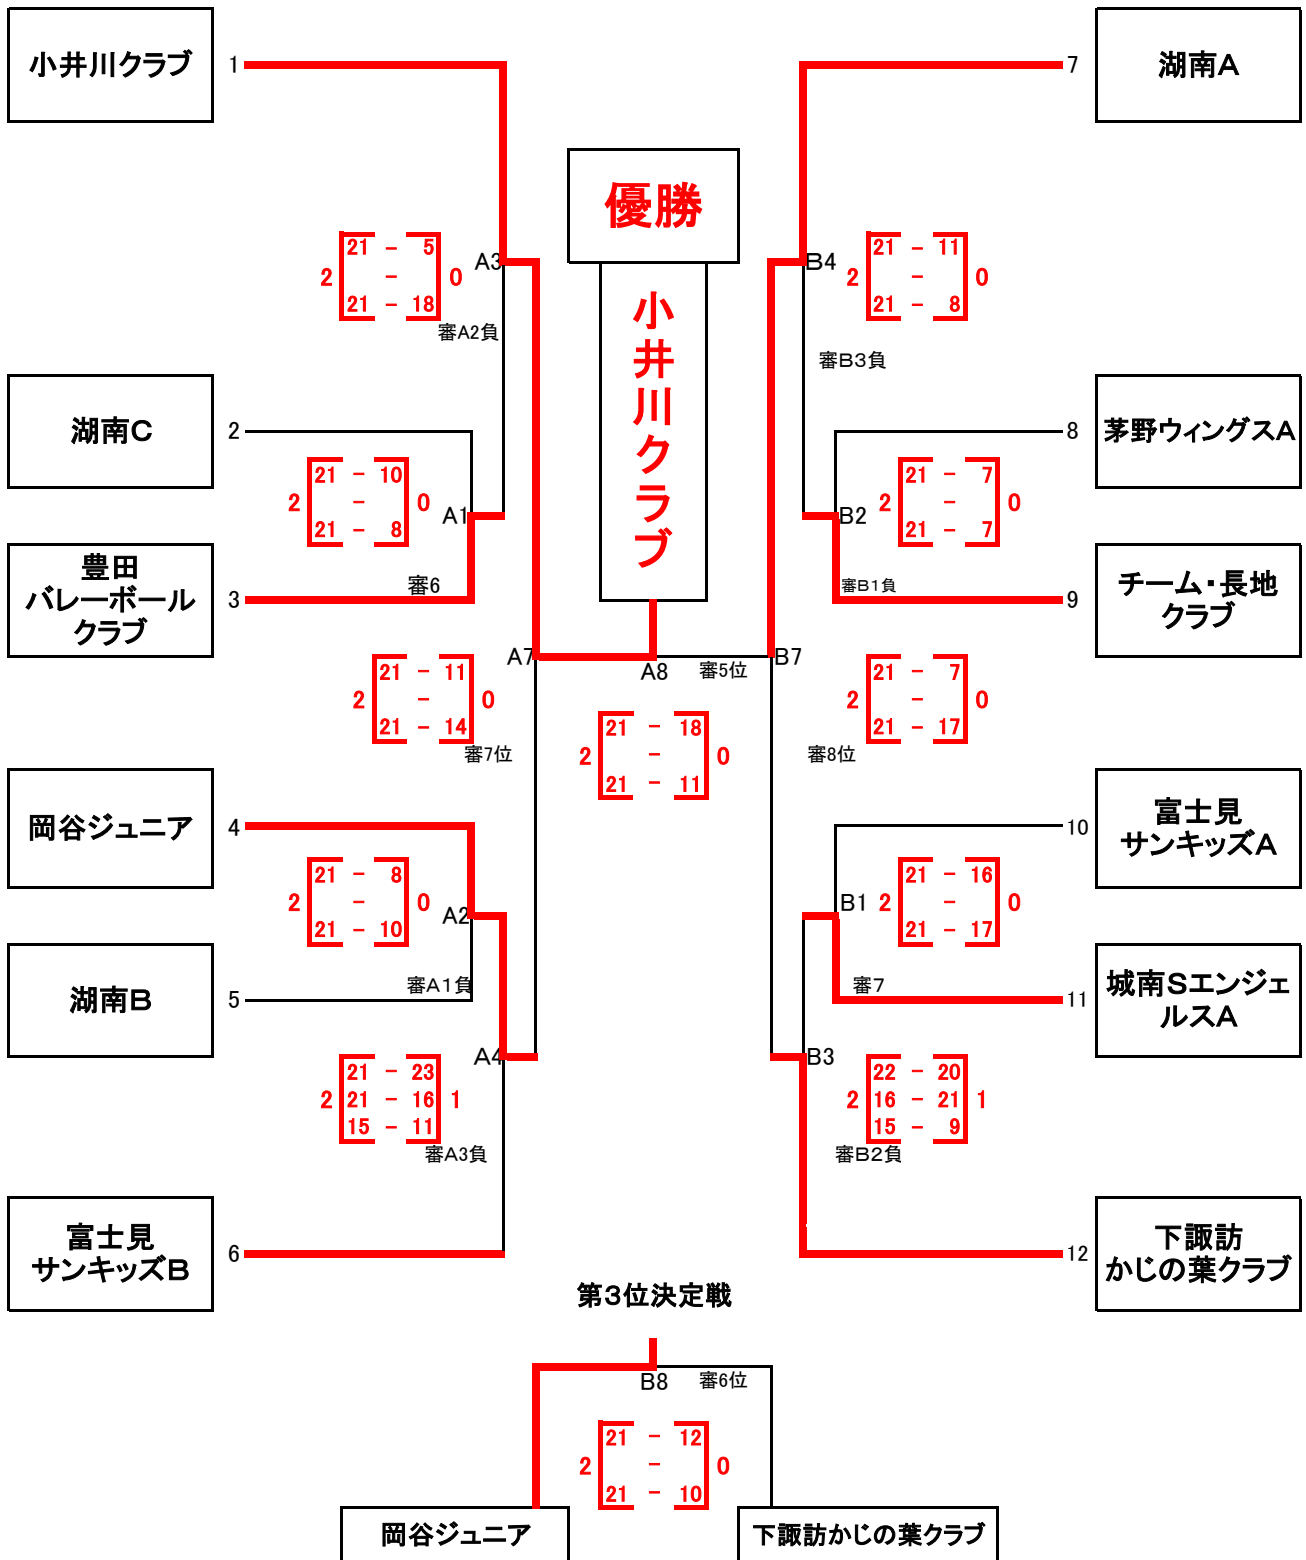 小井川クラブ
1
7
湖南A
優勝
小井川クラブ
21 - 5
2 - 0
21 - 18
A3
審A2負
B4
21 - 11
2 - 0
21 - 8
審B3負
湖南C
2
8
茅野ウィングスA
21 - 10
2 - 0
21 - 8
A1
審6
B2
21 - 7
2 - 0
21 - 7
審B1負
豊田
バレーボール
クラブ
3
9
チーム・長地
クラブ
A7
21 - 11
2 - 0
21 - 14
審7位
A8
審5位
21 - 18
2 - 0
21 - 11
B7
21 - 7
2 - 0
21 - 17
審8位
岡谷ジュニア
4
10
富士見
サンキッズA
21 - 8
2 - 0
21 - 10
A2
審A1負
B1
21 - 16
2 - 0
21 - 17
審7
湖南B
5
11
城南Sエンジェ
ルスA
A4
21 - 23
2 21 - 16 1
15 - 11
審A3負
B3
22 - 20
2 16 - 21 1
15 - 9
審B2負
富士見
サンキッズB
6
12
下諏訪
かじの葉クラブ
第3位決定戦
B8
審6位
21 - 12
2 - 0
21 - 10
岡谷ジュニア
下諏訪かじの葉クラブ